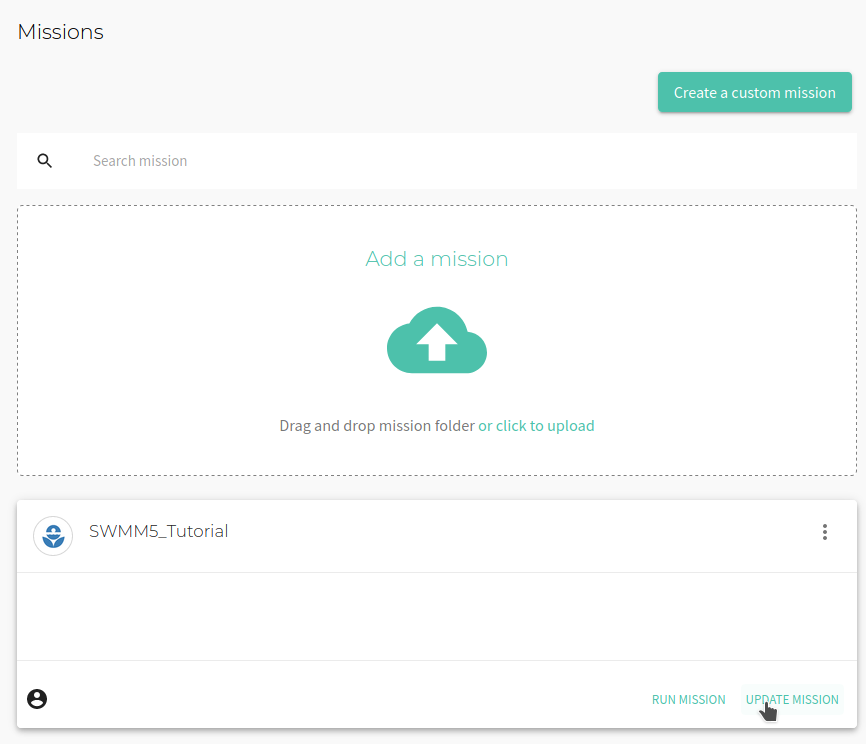 Missions
Create a custom mission
Search mission
Add a mission
Drag and drop mission folder or click to upload
SWMM5_Tutorial
RUN MISSION UPDATE MISSION